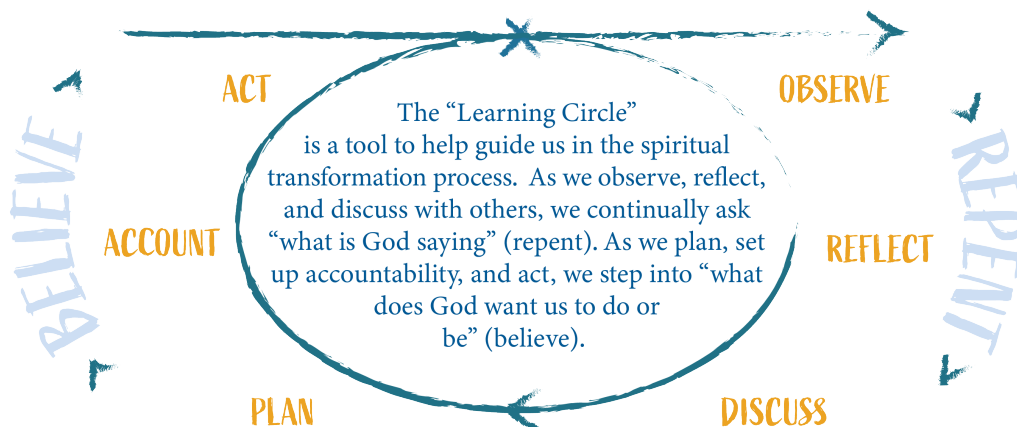 ACT
OBSERVE
The “Learning Circle”
is a tool to help guide us in the spiritual
transformation process.  As we observe, reflect,
and discuss with others, we continually ask
“what is God saying” (repent). As we plan, set
up accountability, and act, we step into “what
does God want us to do or
be” (believe).
BELIEVE
REPENT
ACCOUNT
REFLECT
PLAN
DISCUSS